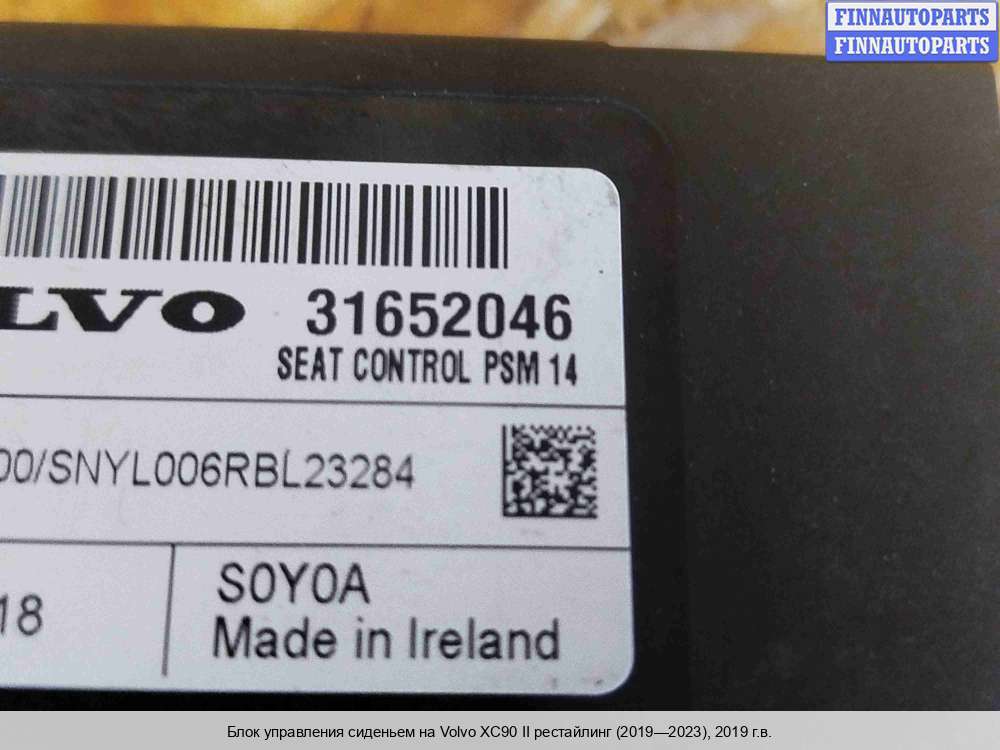 FINNAUTOPARTS
FINNAUTOPARTS
LVO 31652046
SEAT CONTROL PSM 14
00/SNYL006RBL23284
18
S0Y0A
Made in Ireland
Блок управления сиденьем на Volvo XC90 II рестайлинг (2019—2023), 2019 г.в.